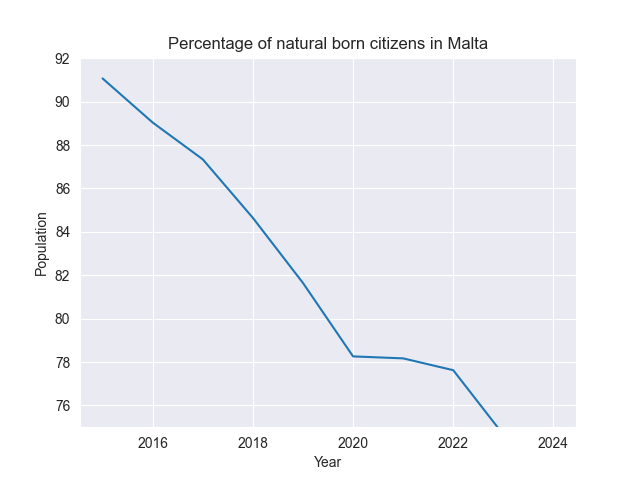 Percentage of natural born citizens in Malta
92
90
88
86
84
82
80
78
76
Population
2016 2018 2020 2022 2024
Year